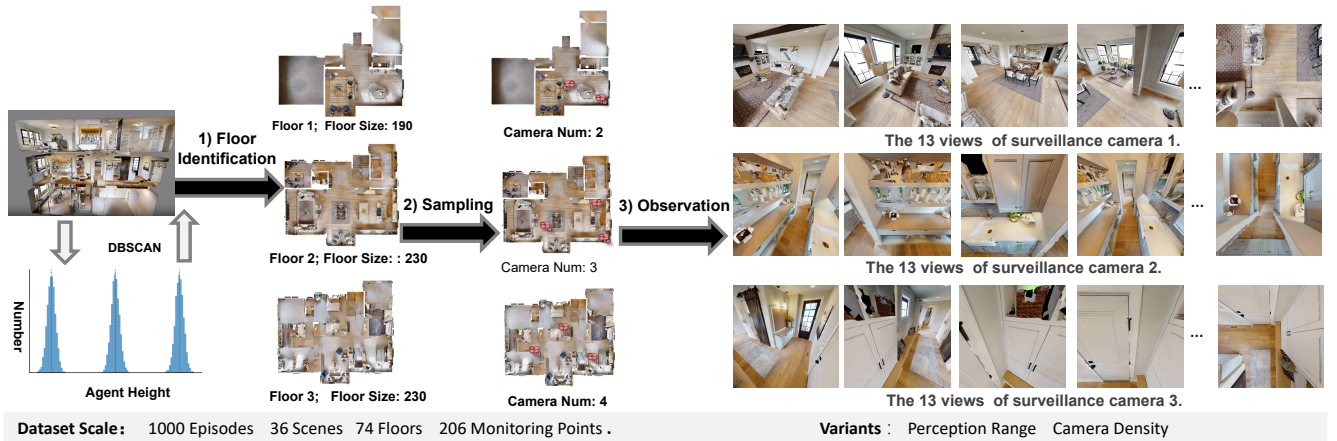 1) Floor
Identification
DBSCAN
Number
Agent Height
Floor 1; Floor Size: 190
Floor 2; Floor Size: : 230
Floor 3; Floor Size: 230
2) Sampling
Camera Num: 2
Camera Num: 3
Camera Num: 4
3) Observation
...
The 13 views of surveillance camera 1.
...
The 13 views of surveillance camera 2.
...
The 13 views of surveillance camera 3.
Dataset Scale: 1000 Episodes 36 Scenes 74 Floors 206 Monitoring Points .
Variants : Perception Range Camera Density